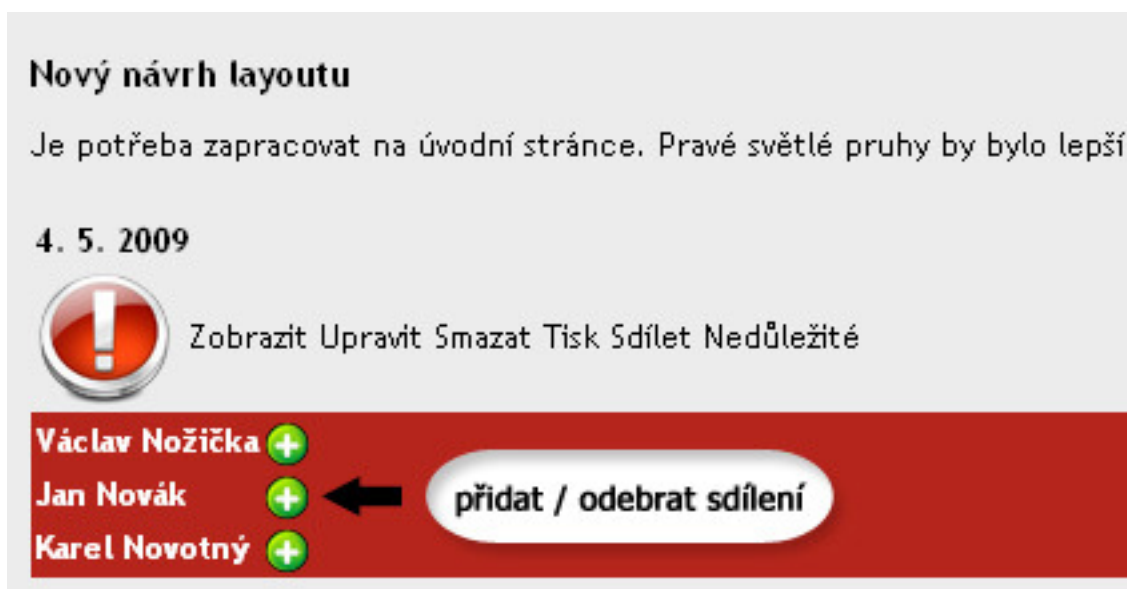 Nový návrh layoutu
Je potřeba zapracovat na úvodní stránce. Pravé světlé pruhy by bylo lepší
4. 5. 2009
Zobrazit Upravit Smazat Tisk Sdílet Nedůležité
Václav Nožička
Jan Novák přidat / odebrat sdílení
Karel Novotný